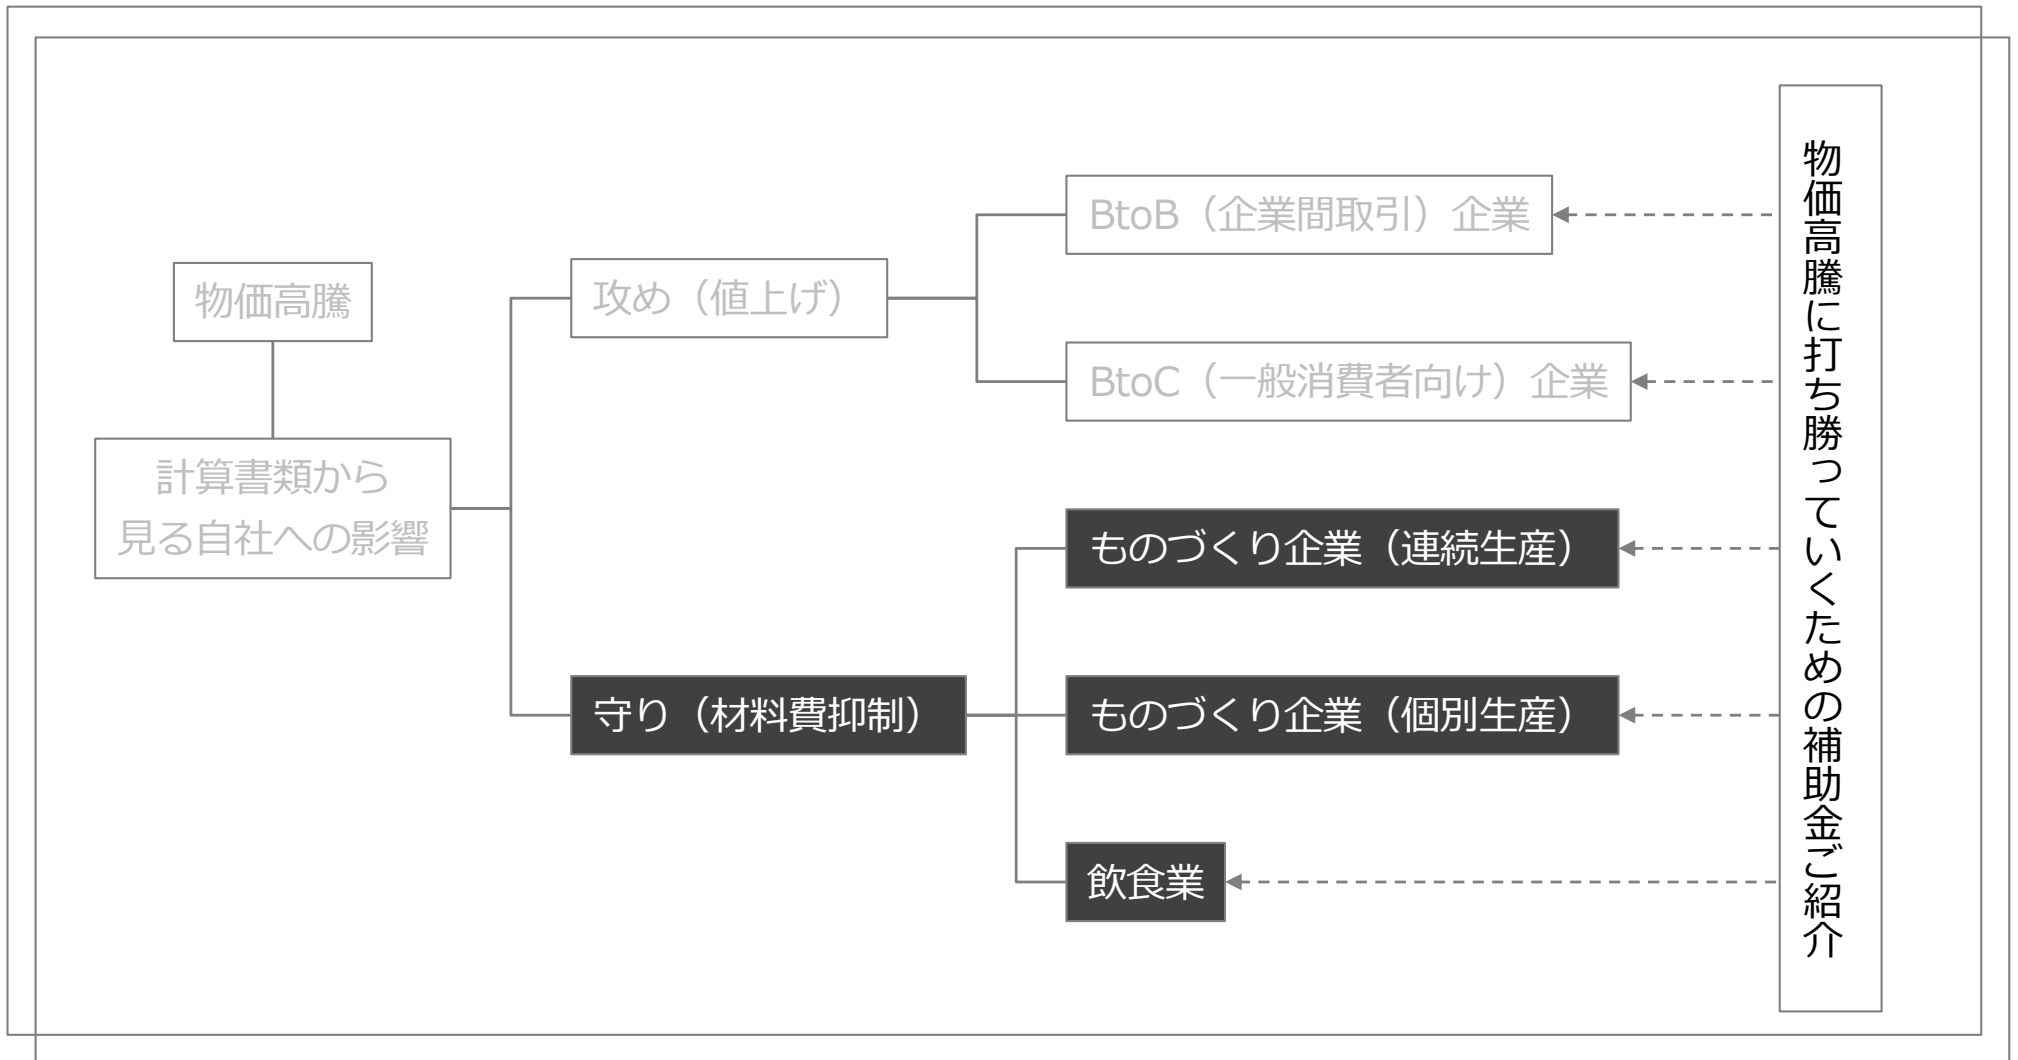 物価高騰
計算書類から
見る自社への影響
攻め（値上げ）
BtoB（企業間取引）企業
BtoC（一般消費者向け）企業
守り（材料費抑制）
ものづくり企業（連続生産）
ものづくり企業（個別生産）
飲食業
物価高騰に打ち勝っていくための補助金ご紹介